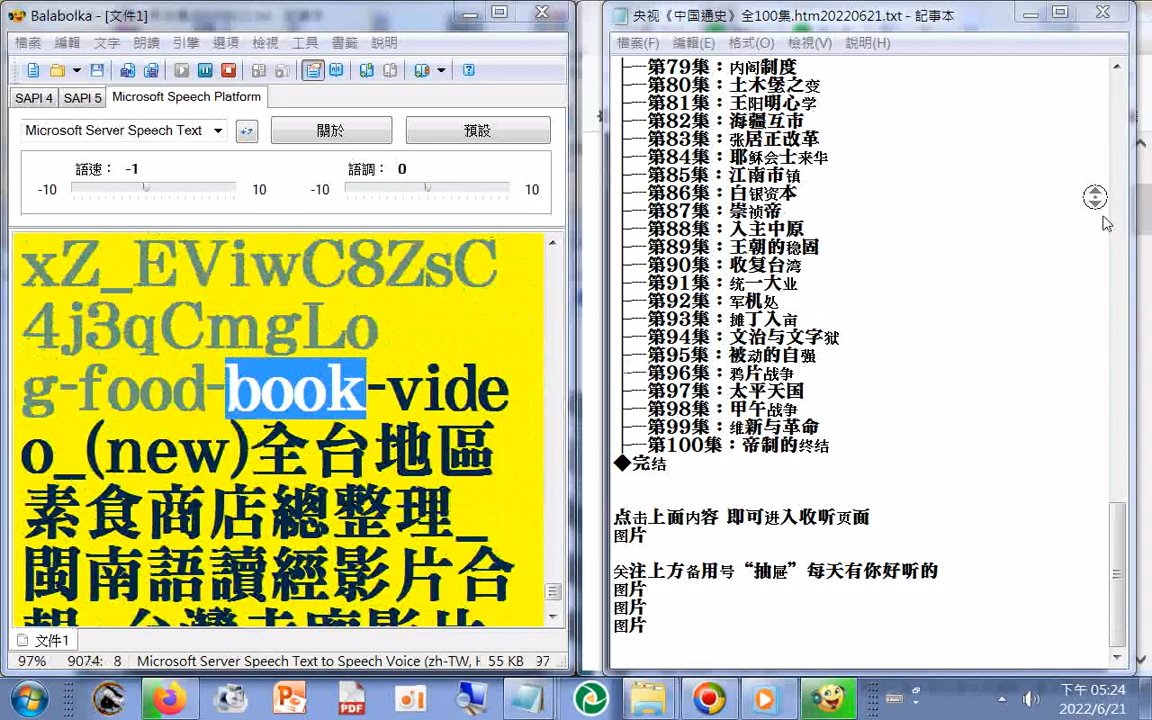 Balabolka - [文件1]
檔案 編輯 文字 朗讀 引擎 選項 檢視 工具 書籤 說明
SAPI 4 SAPI 5 Microsoft Speech Platform
Microsoft Server Speech Text 關於 預設
語速： -1 語調： 0
-10 10 -10 10
xZ_EViwC8ZsC
4j3qCmgLo
g-food-book-vide
o_(new)全台地區
素食商店總整理_
閩南語讀經影片合
文件1
97% 9074: 8 Microsoft Server Speech Text to Speech Voice (zh-TW, H 55 KB 97
央视《中国通史》全100集.htm20220621.txt - 記事本
檔案(F) 編輯(E) 格式(O) 檢視(V) 說明(H)
├─第79集：内阁制度
├─第80集：土木堡之变
├─第81集：王阳明心学
├─第82集：海疆互市
├─第83集：张居正改革
├─第84集：耶稣会士来华
├─第85集：江南市镇
├─第86集：白银资本
├─第87集：崇祯帝
├─第88集：入主中原
├─第89集：王朝的稳固
├─第90集：收复台湾
├─第91集：统一大业
├─第92集：军机处
├─第93集：摊丁入亩
├─第94集：文治与文字狱
├─第95集：被动的自强
├─第96集：鸦片战争
├─第97集：太平天国
├─第98集：甲午战争
├─第99集：维新与革命
├─第100集：帝制的终结
◆完结
点击上面内容 即可进入收听页面
图片
关注上方备用号“抽屉”每天有你好听的
图片
图片
图片
下午 05:24
2022/6/21